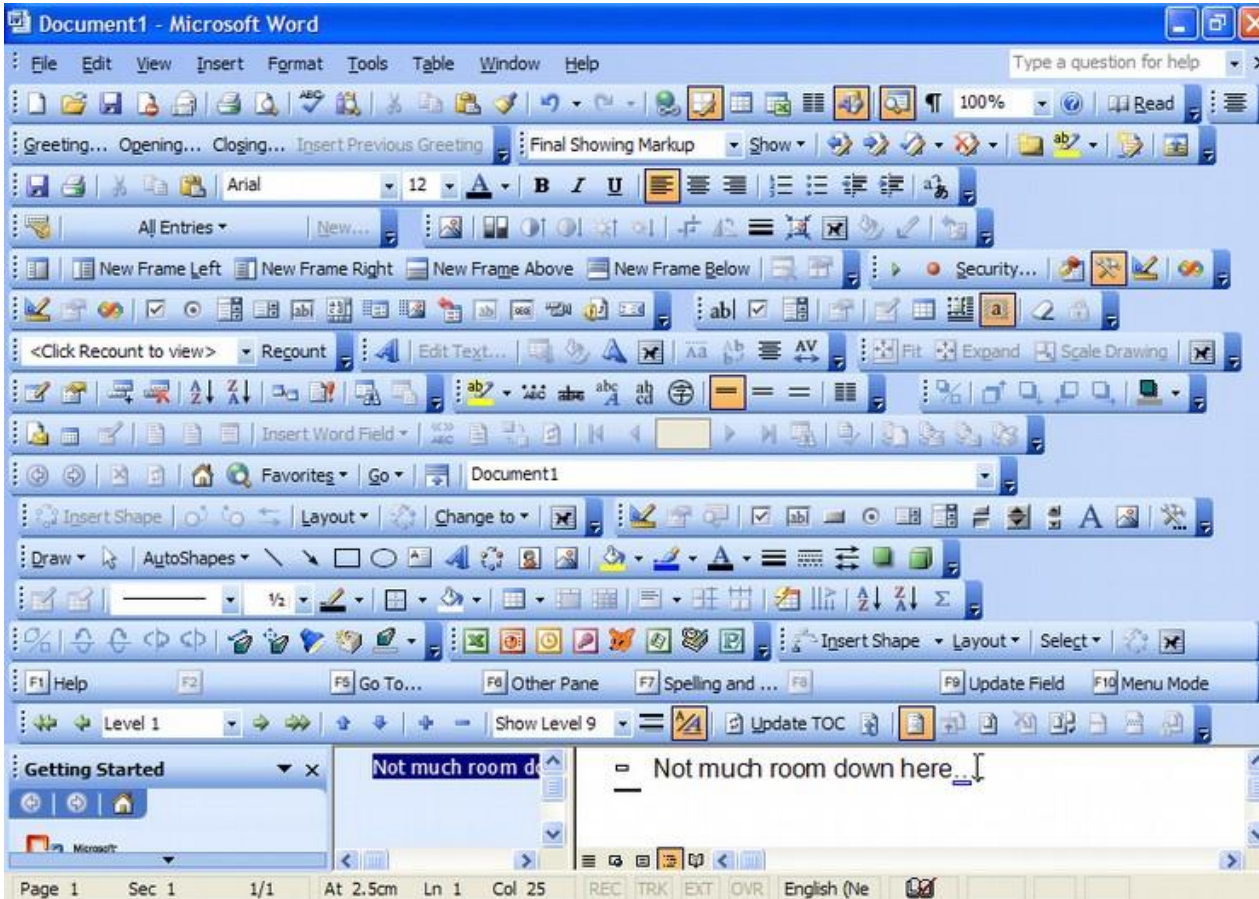 Document1 - Microsoft Word
File Edit View Insert Format Tools Table Window Help Type a question for help
100% Read
Greeting... Opening... Closing... Insert Previous Greeting Final Showing Markup Show
Arial 12 A B I U
All Entries New...
New Frame Left New Frame Right New Frame Above New Frame Below Security...
<Click Recount to view> Recount Edit Text... Fit Expand Scale Drawing
Insert Word Field
Favorites Go Document1
Insert Shape Layout Change to
Draw AutoShapes
½
Insert Shape Layout Select
F1 Help F2 F5 Go To... F6 Other Pane F7 Spelling and ... F8 F9 Update Field F10 Menu Mode
Level 1 Show Level 9 Update TOC
Getting Started
Not much room d
Not much room down here...
Microsoft
Page 1 Sec 1 1/1 At 2.5cm Ln 1 Col 25 REC TRK EXT OVR English (Ne